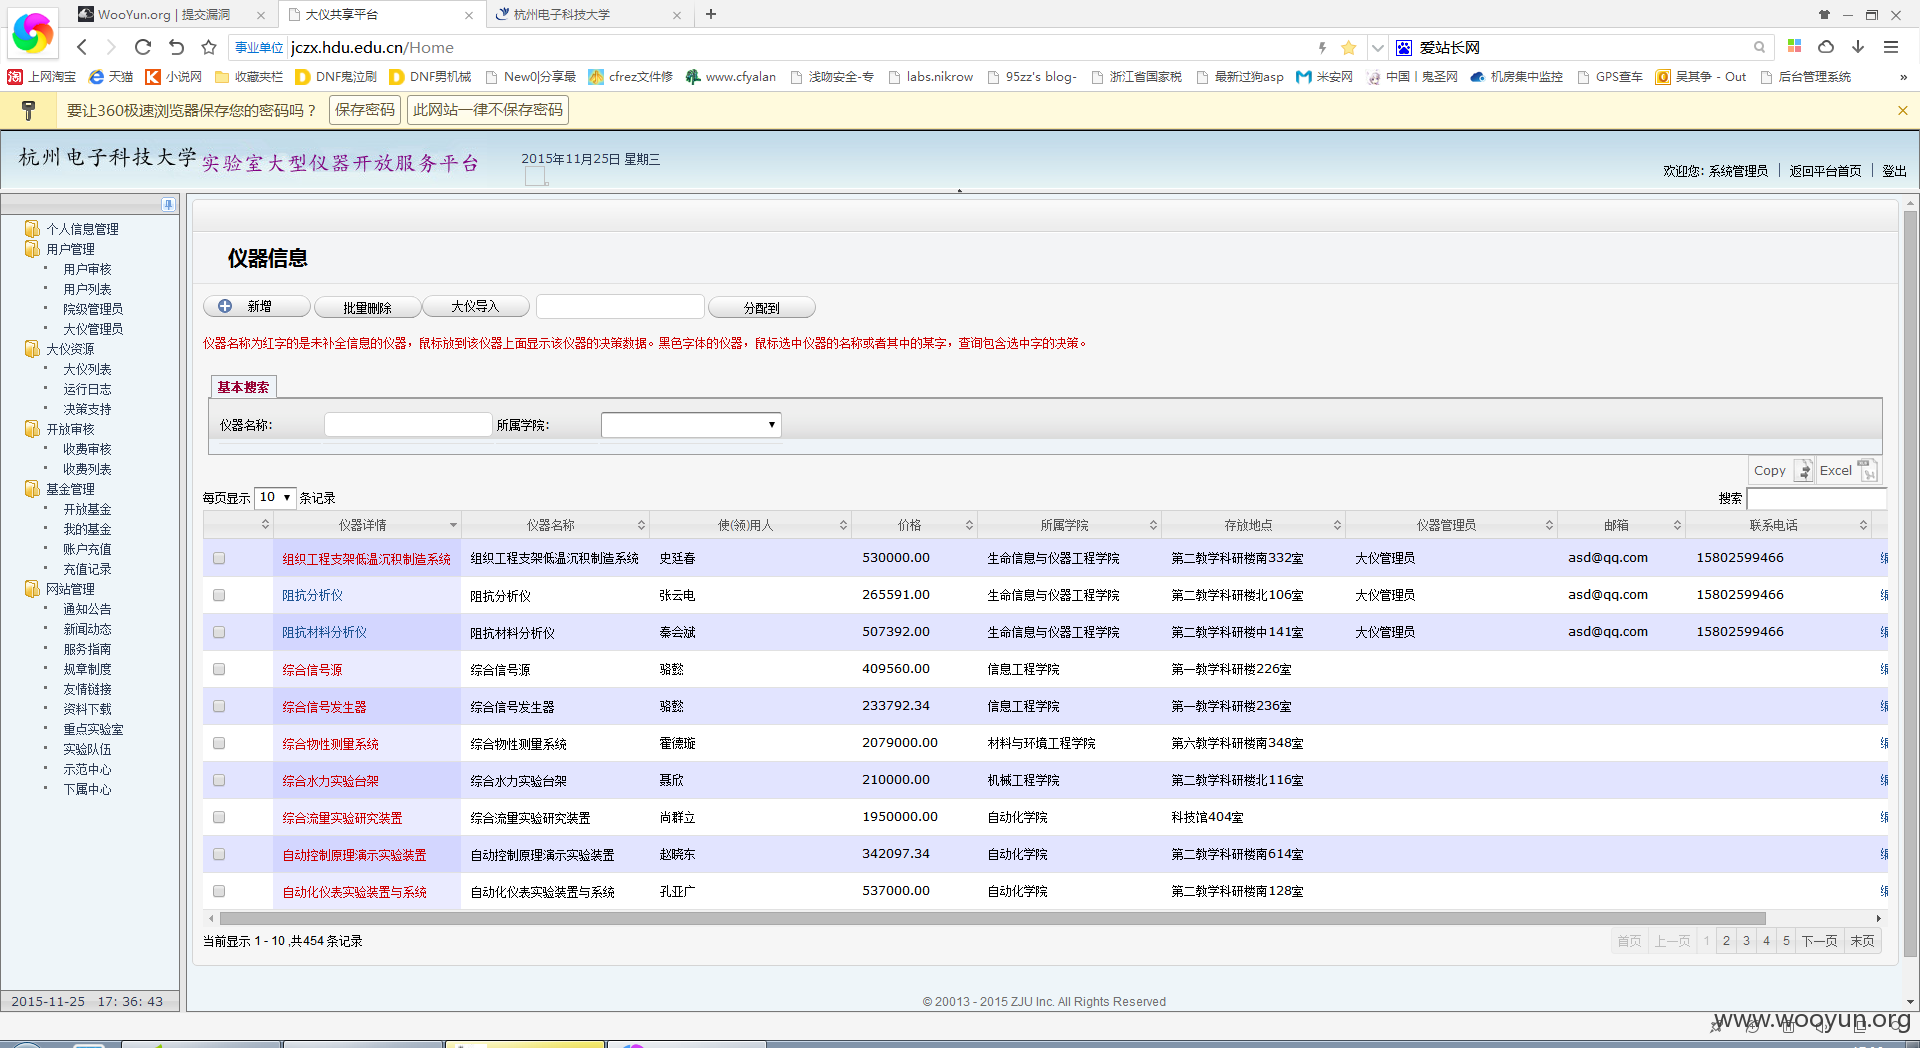 WooYun.org | 提交漏洞
大仪共享平台
杭州电子科技大学
事业单位 jczx.hdu.edu.cn/Home
爱站长网
上网淘宝 天猫 小说网 收藏夹栏 DNF鬼泣刷 DNF男机械 New0|分享最 cfrez文件修 www.cfyalan 浅吻安全-专 labs.nikrow 95zz's blog- 浙江省国家税 最新过狗asp 米安网 中国 | 鬼圣网 机房集中监控 GPS查车 吴其争 - Out 后台管理系统 »
要让360极速浏览器保存您的密码吗？ 保存密码 此网站一律不保存密码
杭州电子科技大学 实验室大型仪器开放服务平台
2015年11月25日 星期三
欢迎您: 系统管理员 返回平台首页 登出
个人信息管理
用户管理
用户审核
用户列表
院级管理员
大仪管理员
大仪资源
大仪列表
运行日志
决策支持
开放审核
收费审核
收费列表
基金管理
开放基金
我的基金
账户充值
充值记录
网站管理
通知公告
新闻动态
服务指南
规章制度
友情链接
资料下载
重点实验室
实验队伍
示范中心
下属中心
2015-11-25 17: 36: 43
仪器信息
新增 批量删除 大仪导入 分配到
仪器名称为红字的是未补全信息的仪器，鼠标放到该仪器上面显示该仪器的决策数据。黑色字体的仪器，鼠标选中仪器的名称或者其中的某字，查询包含选中字的决策。
基本搜索
仪器名称: 所属学院:
Copy Excel
每页显示 10 条记录 搜索
仪器详情 仪器名称 使(领)用人 价格 所属学院 存放地点 仪器管理员 邮箱 联系电话
组织工程支架低温沉积制造系统 组织工程支架低温沉积制造系统 史廷春 530000.00 生命信息与仪器工程学院 第二教学科研楼南332室 大仪管理员 asd@qq.com 15802599466
阻抗分析仪 阻抗分析仪 张云电 265591.00 生命信息与仪器工程学院 第二教学科研楼北106室 大仪管理员 asd@qq.com 15802599466
阻抗材料分析仪 阻抗材料分析仪 秦会斌 507392.00 生命信息与仪器工程学院 第二教学科研楼中141室 大仪管理员 asd@qq.com 15802599466
综合信号源 综合信号源 骆懿 409560.00 信息工程学院 第一教学科研楼226室
综合信号发生器 综合信号发生器 骆懿 233792.34 信息工程学院 第一教学科研楼236室
综合物性测量系统 综合物性测量系统 霍德璇 2079000.00 材料与环境工程学院 第六教学科研楼南348室
综合水力实验台架 综合水力实验台架 聂欣 210000.00 机械工程学院 第二教学科研楼北116室
综合流量实验研究装置 综合流量实验研究装置 尚群立 1950000.00 自动化学院 科技馆404室
自动控制原理演示实验装置 自动控制原理演示实验装置 赵晓东 342097.34 自动化学院 第二教学科研楼南614室
自动化仪表实验装置与系统 自动化仪表实验装置与系统 孔亚广 537000.00 自动化学院 第二教学科研楼南128室
当前显示 1 - 10 ,共454 条记录
首页 上一页 1 2 3 4 5 下一页 末页
© 20013 - 2015 ZJU Inc. All Rights Reserved
www.wooyun.org